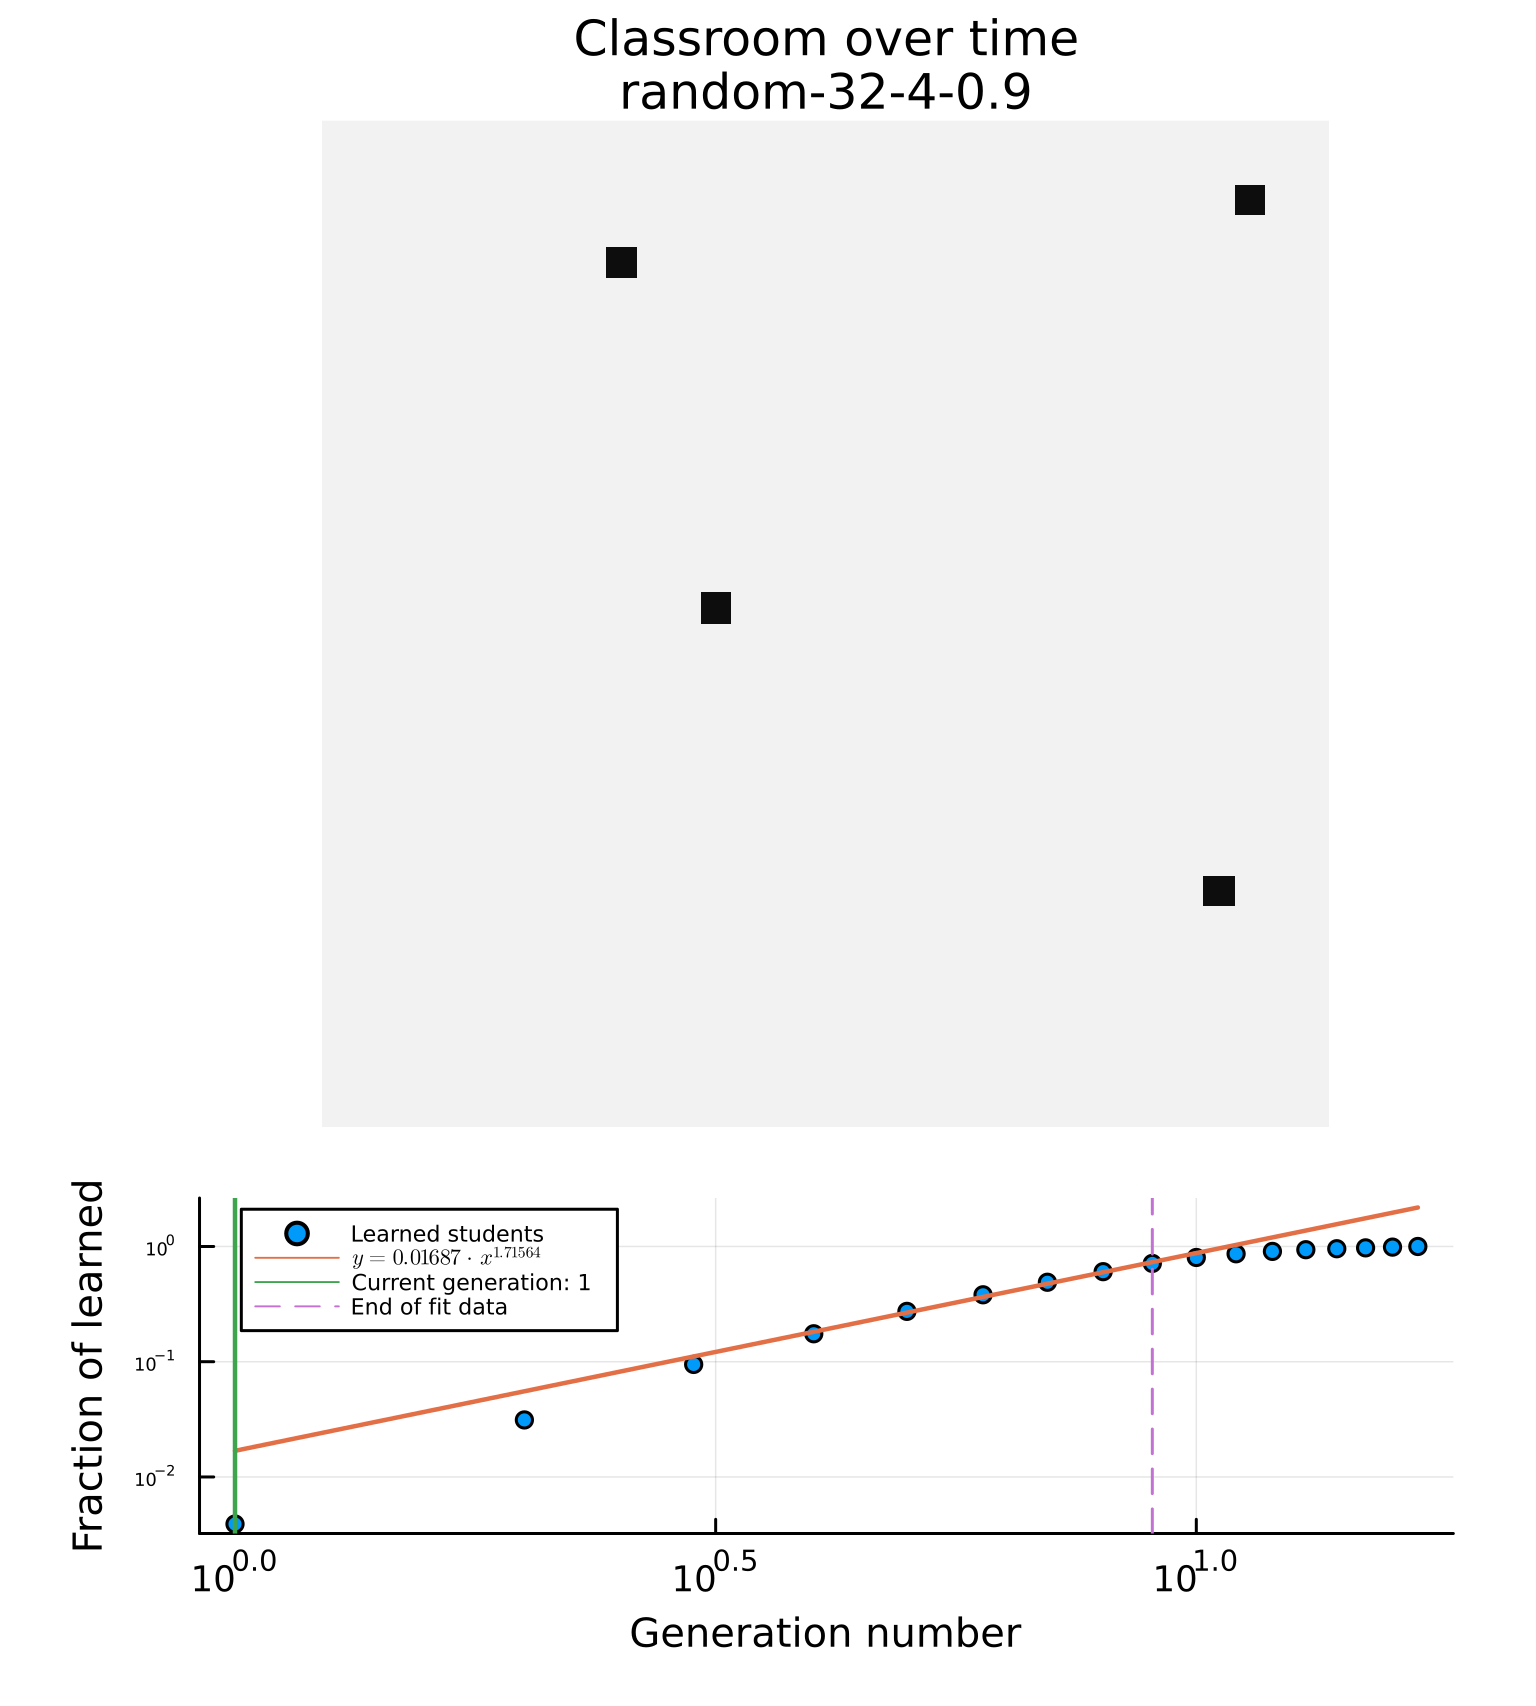 Classroom over time
random-32-4-0.9
Fraction of learned
10^0
10^-1
10^-2
Learned students
y = 0.01687 · x^1.71564
Current generation: 1
End of fit data
10^0.0
10^0.5
10^1.0
Generation number